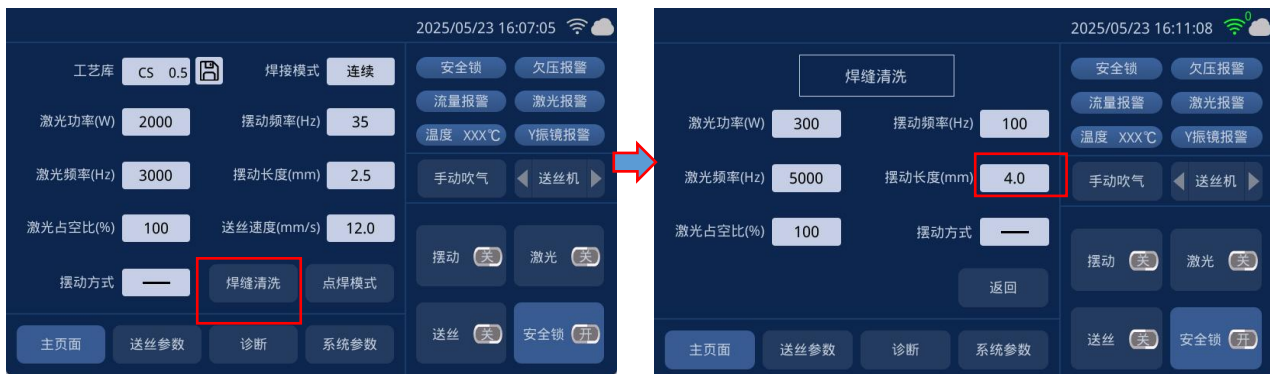 2025/05/23 16:07:05
工艺库 CS 0.5 焊接模式 连续
激光功率(W) 2000 摆动频率(Hz) 35
激光频率(Hz) 3000 摆动长度(mm) 2.5
激光占空比(%) 100 送丝速度(mm/s) 12.0
摆动方式 焊缝清洗 点焊模式
主页面 送丝参数 诊断 系统参数
安全锁 欠压报警
流量报警 激光报警
温度 XXX℃ Y振镜报警
手动吹气 送丝机
摆动 关 激光 关
送丝 关 安全锁 开
2025/05/23 16:11:08 0
焊缝清洗
激光功率(W) 300 摆动频率(Hz) 100
激光频率(Hz) 5000 摆动长度(mm) 4.0
激光占空比(%) 100 摆动方式
返回
主页面 送丝参数 诊断 系统参数
安全锁 欠压报警
流量报警 激光报警
温度 XXX℃ Y振镜报警
手动吹气 送丝机
摆动 关 激光 关
送丝 关 安全锁 开